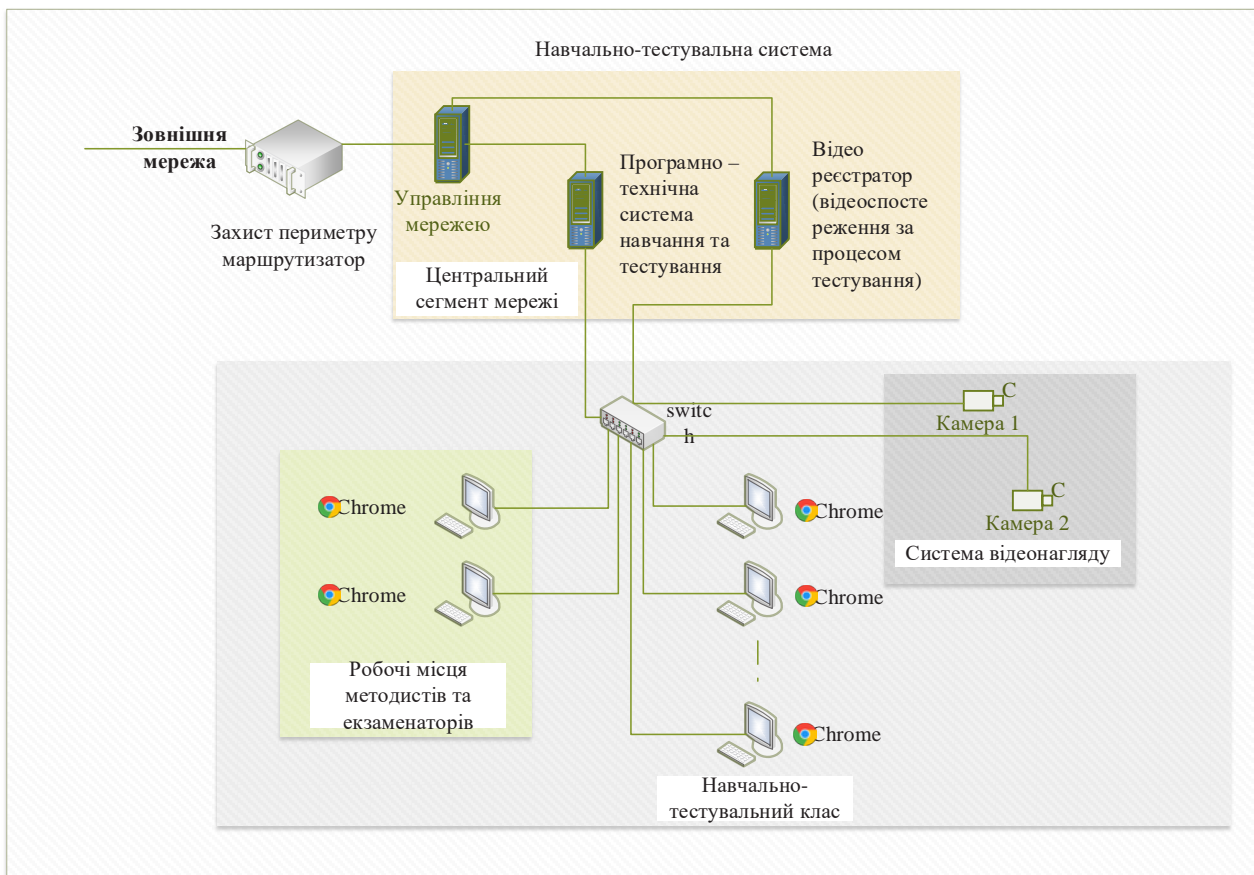 Навчально-тестувальна система
Зовнішня
мережа
Захист периметру
маршрутизатор
Управління
мережею
Програмно –
технічна
система
навчання та
тестування
Відео
реєстратор
(відеоспосте
реження за
процесом
тестування)
Центральний
сегмент мережі
switc
h
C
Камера 1
C
Камера 2
Система відеонагляду
Chrome
Chrome
Робочі місця
методистів та
екзаменаторів
Chrome
Chrome
Chrome
Навчально-
тестувальний клас